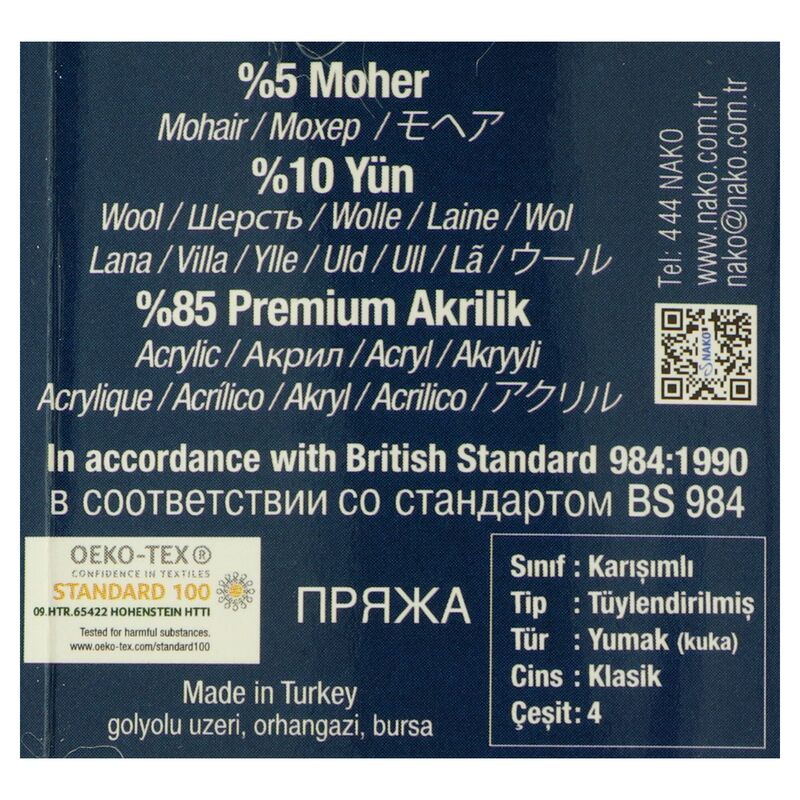 %5 Moher
Mohair / Мохер / モヘア
%10 Yün
Wool / Шерсть / Wolle / Laine / Wol
Lana / Villa / Ylle / Uld / Ull / Lã / ウール
%85 Premium Akrilik
Acrylic / Акрил / Acryl / Akryyli
Acrylique / Acrílico / Akryl / Acrilico / アクリル
In accordance with British Standard 984:1990
в соответствии со стандартом BS 984
Tel: 4 44 NAKO
www.nako.com.tr
nako@nako.com.tr
NAKO
OEKO-TEX®
CONFIDENCE IN TEXTILES
STANDARD 100
09.HTR.65422 HOHENSTEIN HTTI
Tested for harmful substances.
www.oeko-tex.com/standard100
ПРЯЖА
Made in Turkey
golyolu uzeri, orhangazi, bursa
Sınıf : Karışımlı
Tip : Tüylendirilmiş
Tür : Yumak (kuka)
Cins : Klasik
Çeşit: 4